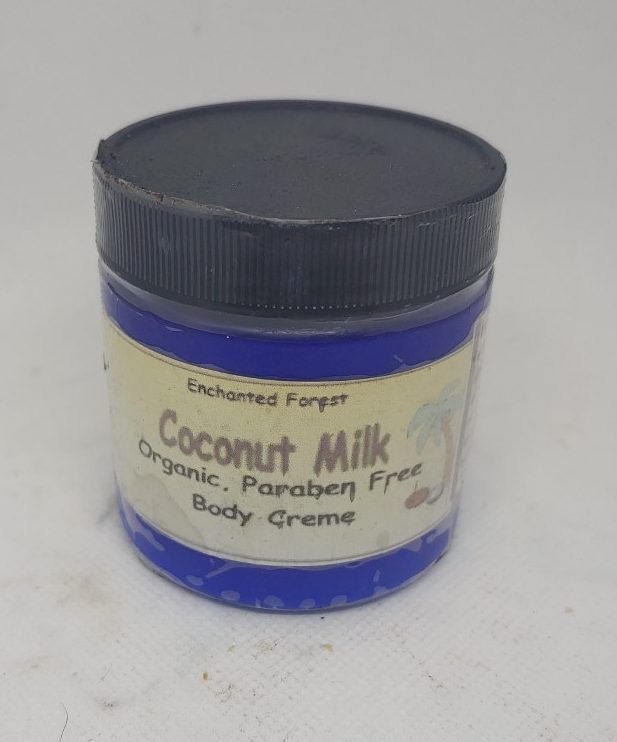 Enchanted Forest
Coconut Milk
Organic, Paraben Free
Body Creme